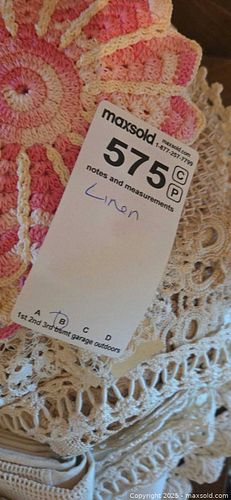 maxsold
maxsold.com
1-877-257-7799
575 C
P
notes and measurements
Linen
A B C D
1st 2nd 3rd bsmt garage outdoors
Copyright 2025 - maxsold.com